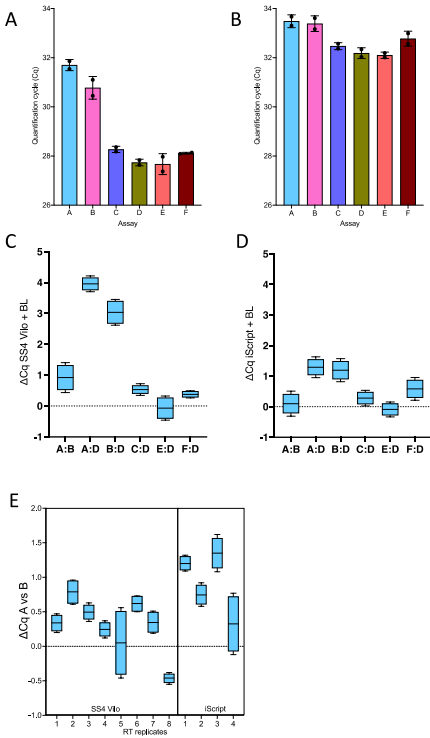 A
B
Quantification cycle (Cq)
34
32
30
28
26
A B C D E F
Assay
Quantification cycle (Cq)
34
32
30
28
26
A B C D E F
Assay
C
D
ΔCq SS4 Vilo + BL
5
4
3
2
1
0
-1
A:B A:D B:D C:D E:D F:D
ΔCq iScript + BL
5
4
3
2
1
0
-1
A:B A:D B:D C:D E:D F:D
E
ΔCq A vs B
2.0
1.5
1.0
0.5
0.0
-0.5
-1.0
SS4 Vilo iScript
1 2 3 4 5 6 7 8 1 2 3 4
RT replicates